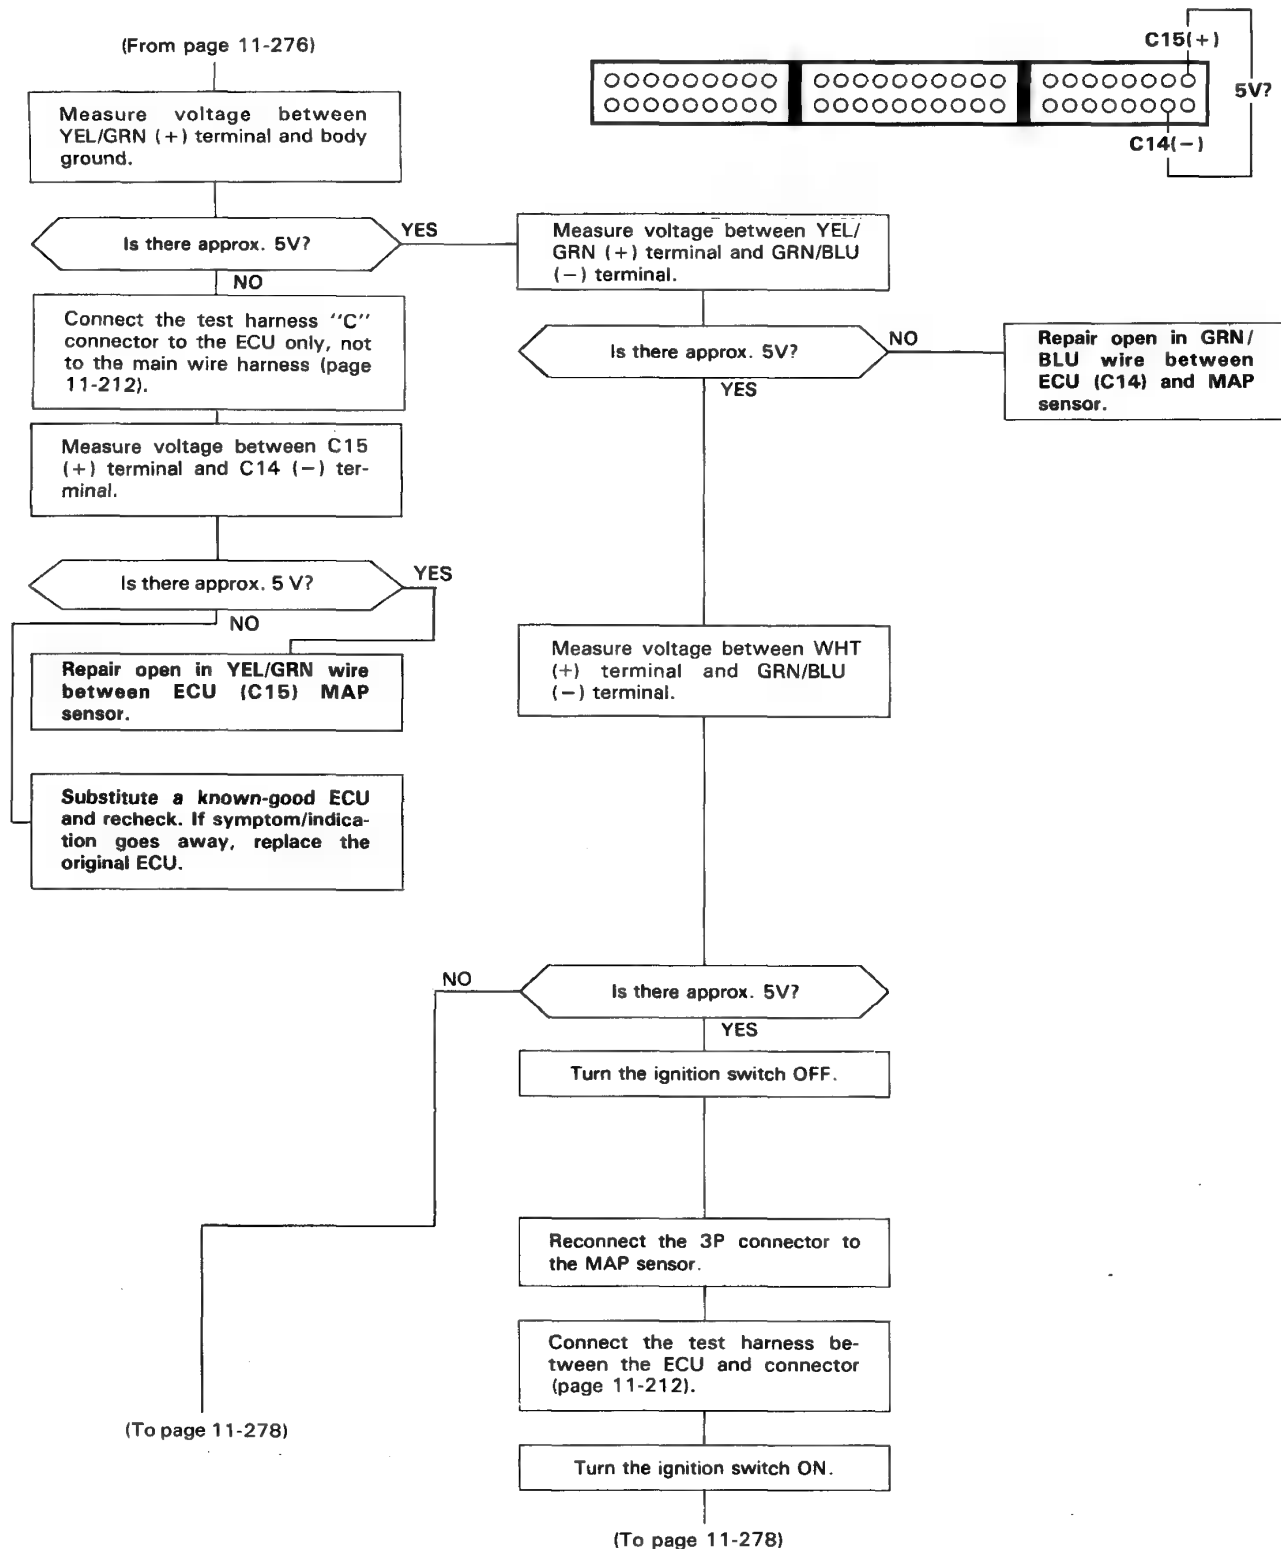 (From page 11-276)
C15(+)
5V?
C14(−)
Measure voltage between
YEL/GRN (+) terminal and body
ground.
Is there approx. 5V?
YES
NO
Measure voltage between YEL/
GRN (+) terminal and GRN/BLU
(−) terminal.
Connect the test harness "C"
connector to the ECU only, not
to the main wire harness (page
11-212).
Is there approx. 5V?
NO
YES
Repair open in GRN/
BLU wire between
ECU (C14) and MAP
sensor.
Measure voltage between C15
(+) terminal and C14 (−) ter-
minal.
Is there approx. 5 V?
YES
NO
Repair open in YEL/GRN wire
between ECU (C15) MAP
sensor.
Measure voltage between WHT
(+) terminal and GRN/BLU
(−) terminal.
Substitute a known-good ECU
and recheck. If symptom/indica-
tion goes away, replace the
original ECU.
NO
Is there approx. 5V?
YES
Turn the ignition switch OFF.
Reconnect the 3P connector to
the MAP sensor.
Connect the test harness be-
tween the ECU and connector
(page 11-212).
(To page 11-278)
Turn the ignition switch ON.
(To page 11-278)